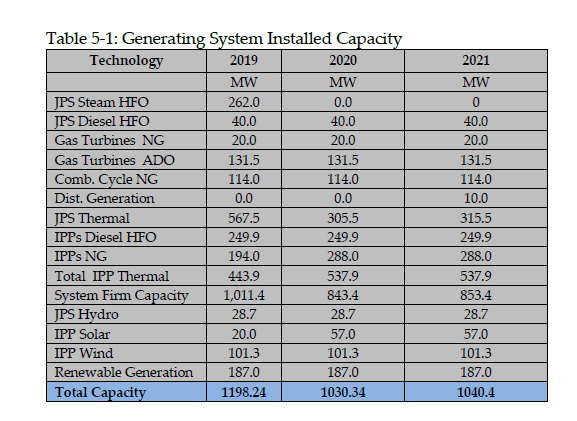 Table 5-1: Generating System Installed Capacity
Technology 2019 2020 2021
MW MW MW
JPS Steam HFO 262.0 0.0 0
JPS Diesel HFO 40.0 40.0 40.0
Gas Turbines NG 20.0 20.0 20.0
Gas Turbines ADO 131.5 131.5 131.5
Comb. Cycle NG 114.0 114.0 114.0
Dist. Generation 0.0 0.0 10.0
JPS Thermal 567.5 305.5 315.5
IPPs Diesel HFO 249.9 249.9 249.9
IPPs NG 194.0 288.0 288.0
Total IPP Thermal 443.9 537.9 537.9
System Firm Capacity 1,011.4 843.4 853.4
JPS Hydro 28.7 28.7 28.7
IPP Solar 20.0 57.0 57.0
IPP Wind 101.3 101.3 101.3
Renewable Generation 187.0 187.0 187.0
Total Capacity 1198.24 1030.34 1040.4